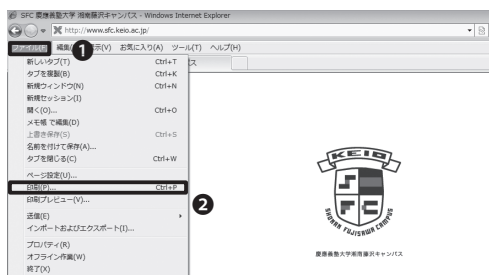 SFC 慶應義塾大学 湘南藤沢キャンパス - Windows Internet Explorer
http://www.sfc.keio.ac.jp/
ファイル(F) 編集 表示(V) お気に入り(A) ツール(T) ヘルプ(H)
❶
新しいタブ(T) Ctrl+T
タブを複製(B) Ctrl+K
新規ウィンドウ(N) Ctrl+N
新規セッション(I)
開く(O)... Ctrl+O
メモ帳 で編集(D)
上書き保存(S) Ctrl+S
名前を付けて保存(A)...
タブを閉じる(C) Ctrl+W
ページ設定(U)...
印刷(P)... Ctrl+P
印刷プレビュー(V)...
❷
送信(E)
インポートおよびエクスポート(I)...
プロパティ(R)
オフライン作業(W)
終了(X)
KEIO
SFC
SHONAN FUJISAWA CAMPUS
慶應義塾大学湘南藤沢キャンパス